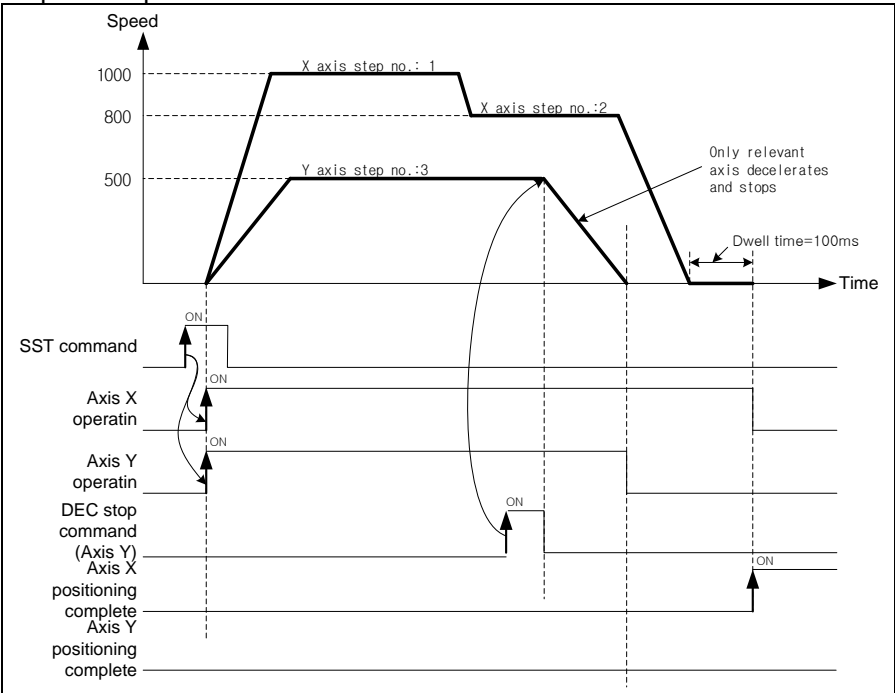 Speed
1000
X axis step no.: 1
800
X axis step no.:2
500
Y axis step no.:3
Only relevant
axis decelerates
and stops
Dwell time=100ms
Time
ON
SST command
ON
Axis X
operatin
ON
Axis Y
operatin
DEC stop
command
(Axis Y)
ON
Axis X
positioning
complete
ON
Axis Y
positioning
complete